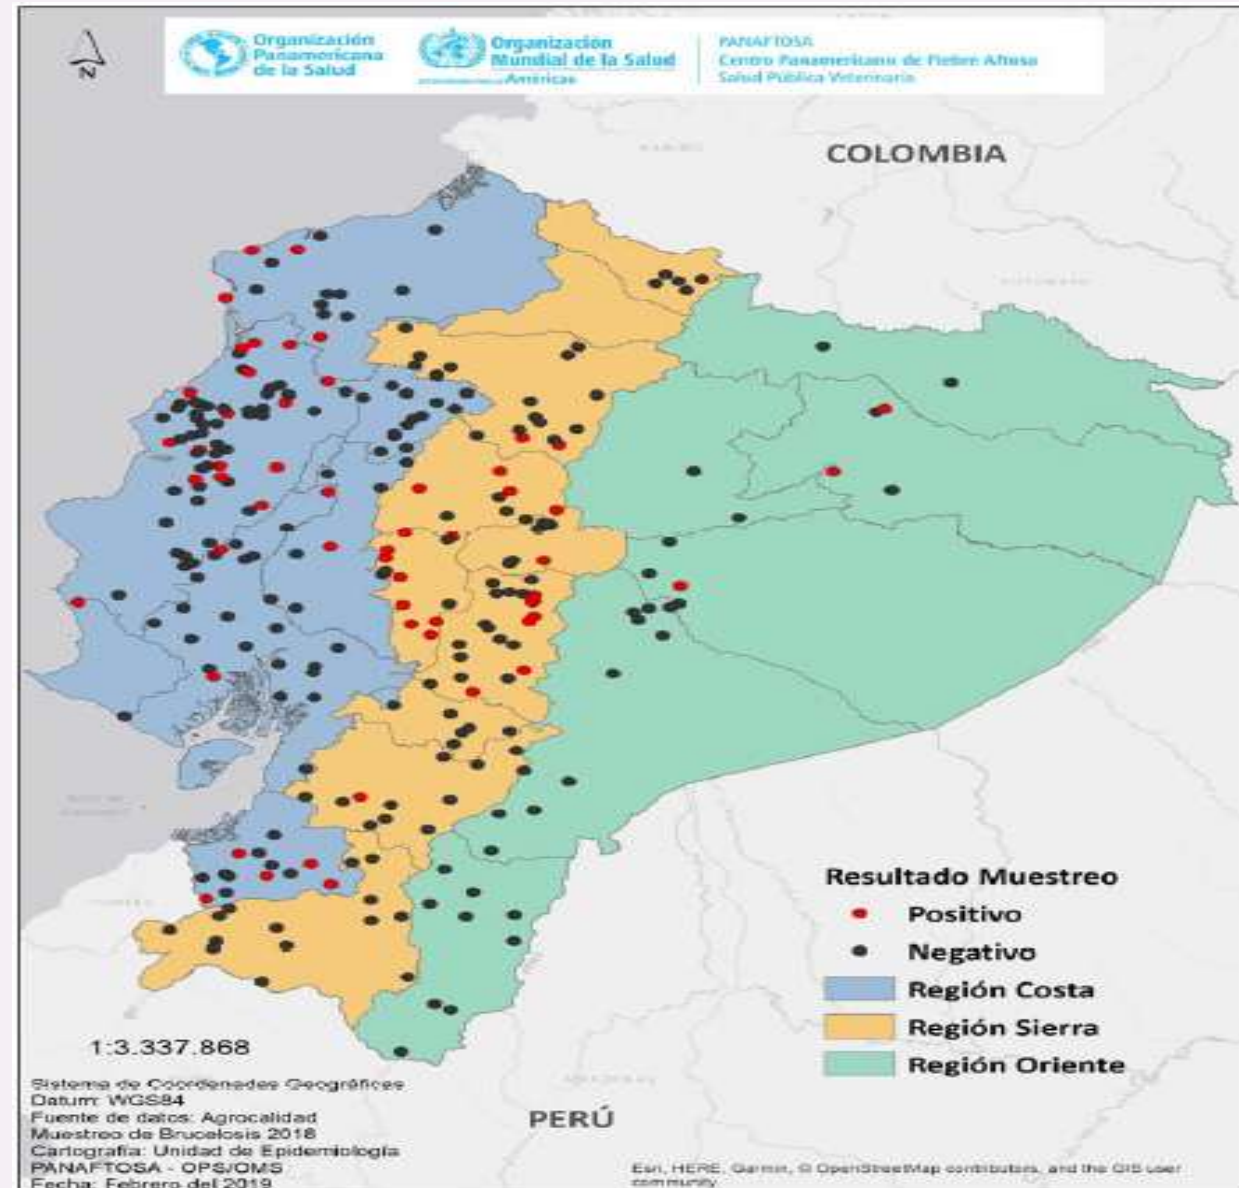 Organización
Panamericana
de la Salud
Organización
Mundial de la Salud
Américas
PANAFTOSA
Centro Panamericano de Fiebre Aftosa
Salud Pública Veterinaria
N
COLOMBIA
Resultado Muestreo
Positivo
Negativo
Región Costa
Región Sierra
Región Oriente
1:3.337.868
Sistema de Coordenadas Geográficas
Datum: WGS84
Fuente de datos: Agrocalidad
Muestreo de Brucelosis 2018
Cartografía: Unidad de Epidemiología
PANAFTOSA - OPS/OMS
Fecha: Febrero del 2019
PERÚ
Esri, HERE, Garmin, © OpenStreetMap contributors, and the GIS user
community